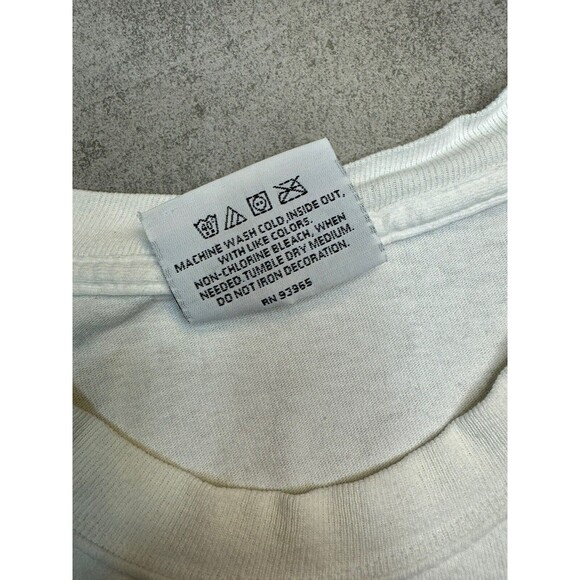 40°
MACHINE WASH COLD,INSIDE OUT,
WITH LIKE COLORS.
NON-CHLORINE BLEACH, WHEN
NEEDED.TUMBLE DRY MEDIUM.
DO NOT IRON DECORATION.
RN 93965